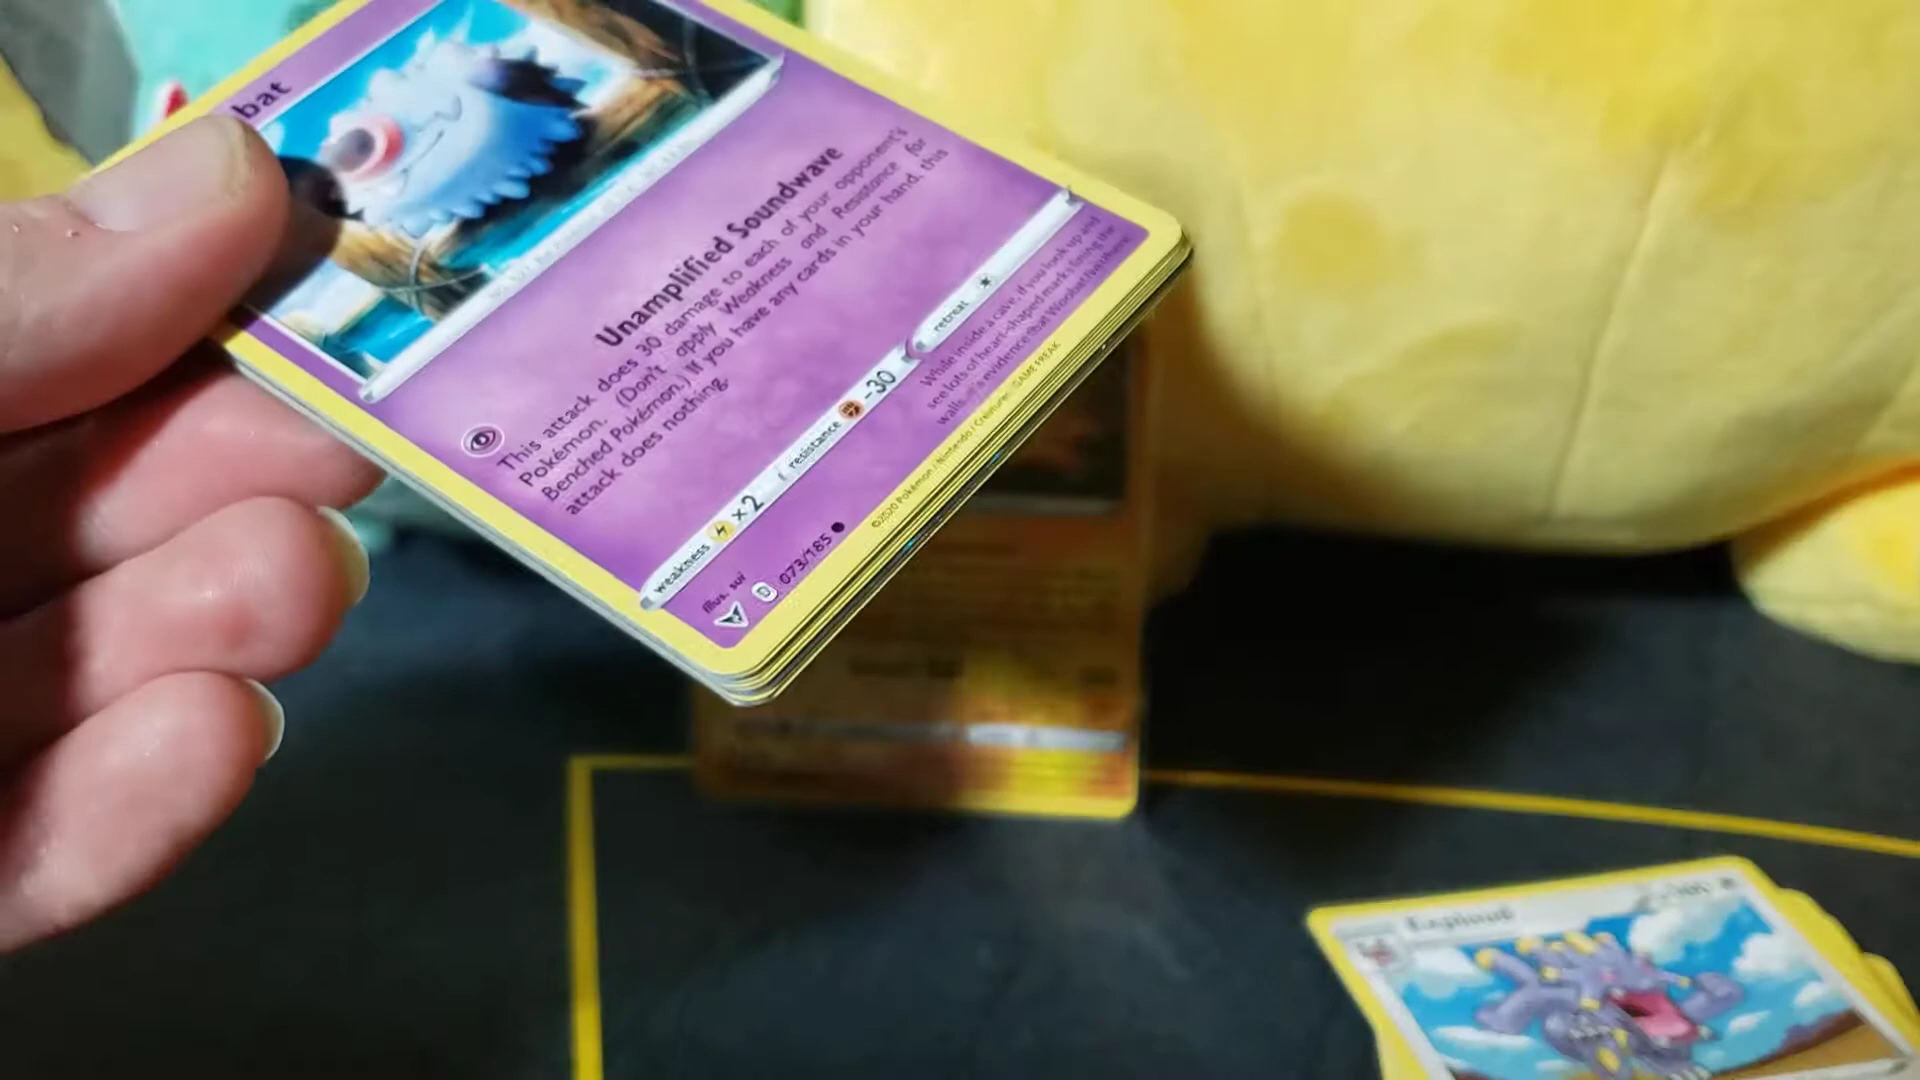 bat
Unamplified Soundwave
This attack does 30 damage to each of your opponent's
Pokémon. (Don't apply Weakness and Resistance for
Benched Pokémon.) If you have any cards in your hand, this
attack does nothing.
weakness ×2 resistance -30 retreat
While inside a cave, if you look up and
see lots of heart-shaped marks lining the
walls, it's evidence that Woobat live there.
Illus. sui
D 073/185
©2020 Pokémon / Nintendo / Creatures / GAME FREAK
Exploud